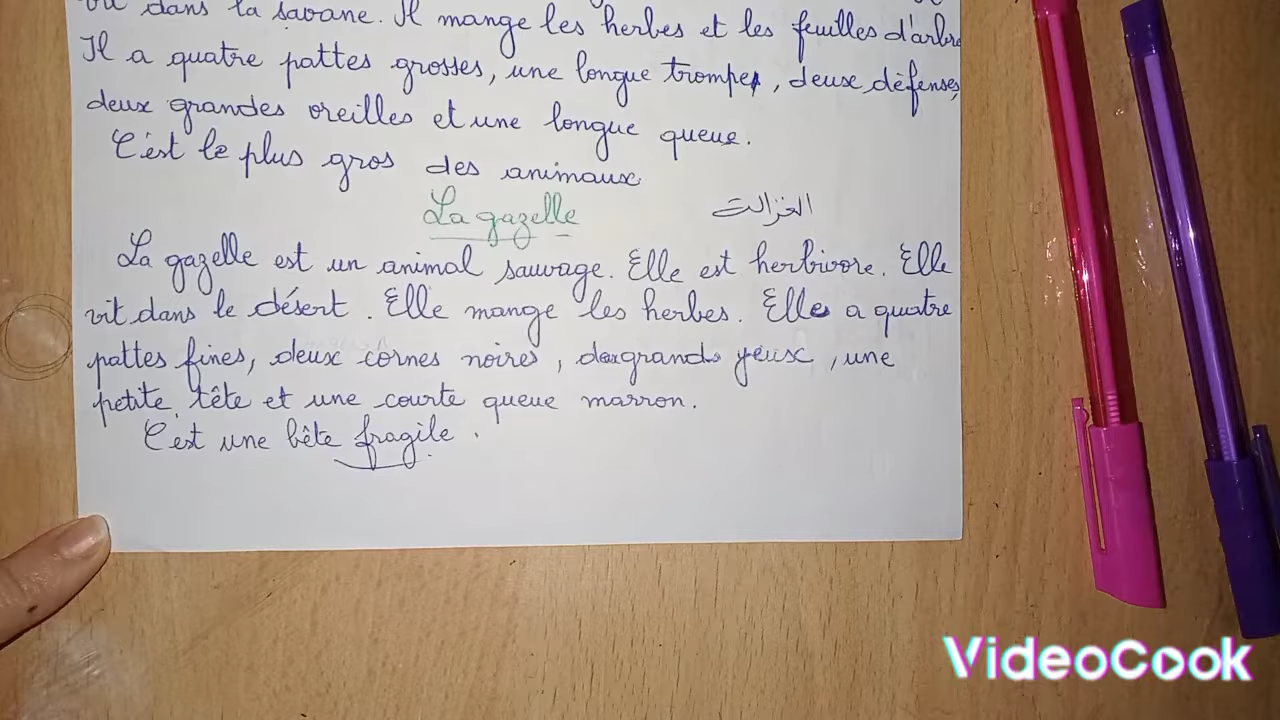 vit dans la savane. Il mange les herbes et les feuilles d'arbre
Il a quatre pattes grosses, une longue trompe, deux défenses,
deux grandes oreilles et une longue queue.
C'est le plus gros des animaux
La gazelle الغزالت
La gazelle est un animal sauvage. Elle est herbivore. Elle
vit dans le désert. Elle mange les herbes. Elle a quatre
pattes fines, deux cornes noires, de grands yeux, une
petite tête et une courte queue marron.
C'est une bête fragile.
VideoCook